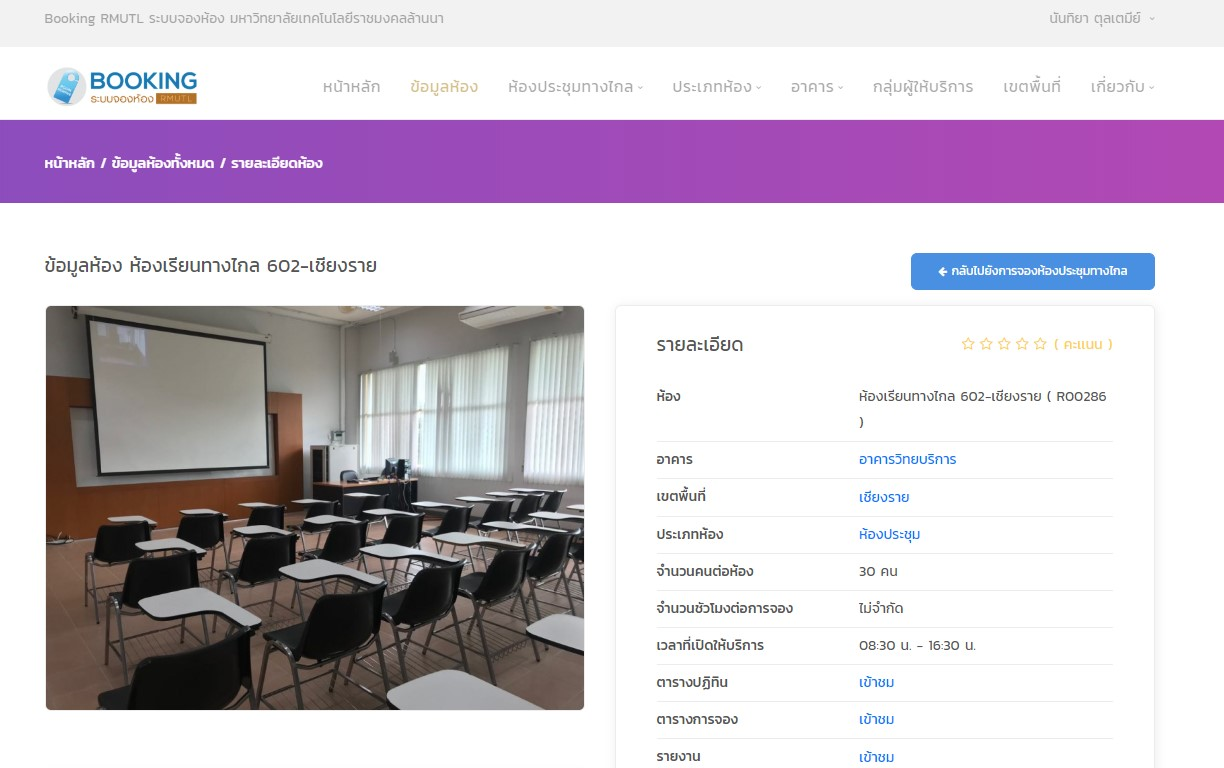 Booking RMUTL ระบบจองห้อง มหาวิทยาลัยเทคโนโลยีราชมงคลล้านนา
นันทิยา ตุลเตมีย์
BOOKING
ระบบจองห้อง RMUTL
หน้าหลัก ข้อมูลห้อง ห้องประชุมทางไกล ประเภทห้อง อาคาร กลุ่มผู้ให้บริการ เขตพื้นที่ เกี่ยวกับ
หน้าหลัก / ข้อมูลห้องทั้งหมด / รายละเอียดห้อง
ข้อมูลห้อง ห้องเรียนทางไกล 602-เชียงราย
กลับไปยังการจองห้องประชุมทางไกล
รายละเอียด ( คะแนน )
ห้อง ห้องเรียนทางไกล 602-เชียงราย ( R00286
)
อาคาร อาคารวิทยบริการ
เขตพื้นที่ เชียงราย
ประเภทห้อง ห้องประชุม
จำนวนคนต่อห้อง 30 คน
จำนวนชั่วโมงต่อการจอง ไม่จำกัด
เวลาที่เปิดให้บริการ 08:30 น. - 16:30 น.
ตารางปฏิทิน เข้าชม
ตารางการจอง เข้าชม
รายงาน เข้าชม